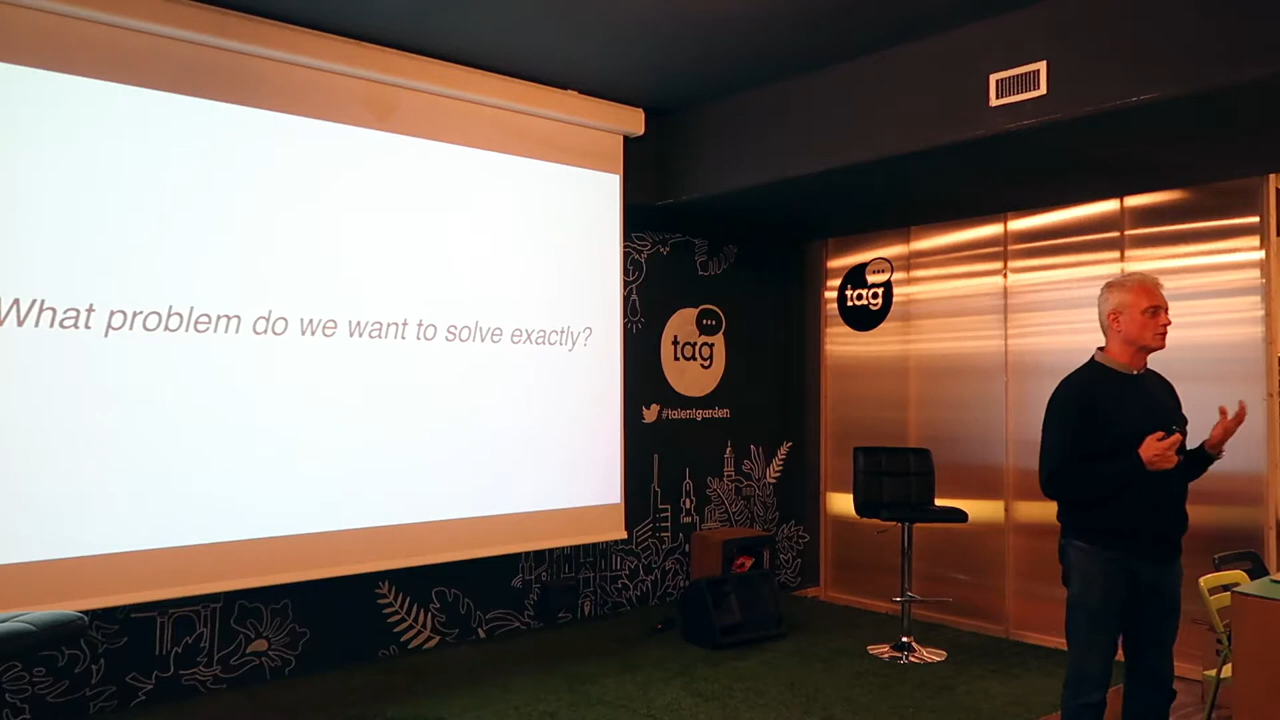 What problem do we want to solve exactly?
tag
tag
#talentgarden